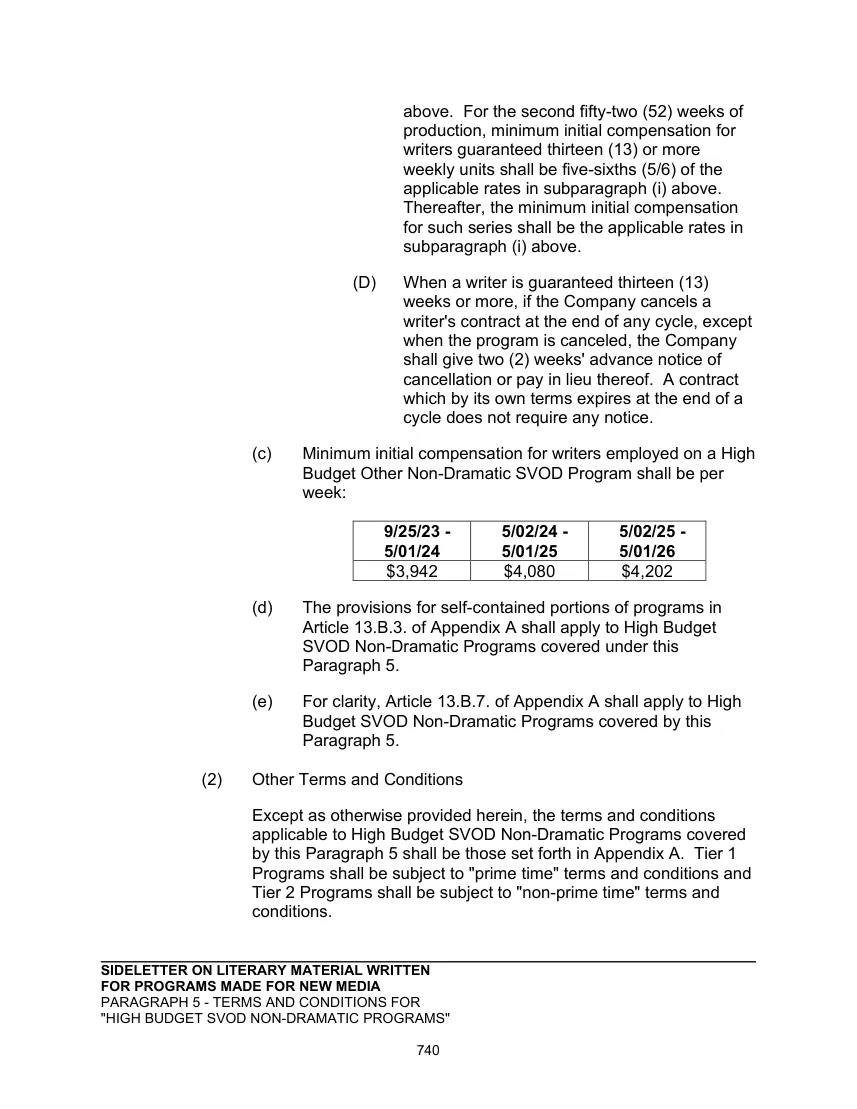 above.  For the second fifty-two (52) weeks of
production, minimum initial compensation for
writers guaranteed thirteen (13) or more
weekly units shall be five-sixths (5/6) of the
applicable rates in subparagraph (i) above.
Thereafter, the minimum initial compensation
for such series shall be the applicable rates in
subparagraph (i) above.
(D) When a writer is guaranteed thirteen (13)
weeks or more, if the Company cancels a
writer's contract at the end of any cycle, except
when the program is canceled, the Company
shall give two (2) weeks' advance notice of
cancellation or pay in lieu thereof.  A contract
which by its own terms expires at the end of a
cycle does not require any notice.
(c) Minimum initial compensation for writers employed on a High
Budget Other Non-Dramatic SVOD Program shall be per
week:
9/25/23 - 5/02/24 - 5/02/25 -
5/01/24 5/01/25 5/01/26
$3,942 $4,080 $4,202
(d) The provisions for self-contained portions of programs in
Article 13.B.3. of Appendix A shall apply to High Budget
SVOD Non-Dramatic Programs covered under this
Paragraph 5.
(e) For clarity, Article 13.B.7. of Appendix A shall apply to High
Budget SVOD Non-Dramatic Programs covered by this
Paragraph 5.
(2) Other Terms and Conditions
Except as otherwise provided herein, the terms and conditions
applicable to High Budget SVOD Non-Dramatic Programs covered
by this Paragraph 5 shall be those set forth in Appendix A.  Tier 1
Programs shall be subject to "prime time" terms and conditions and
Tier 2 Programs shall be subject to "non-prime time" terms and
conditions.
SIDELETTER ON LITERARY MATERIAL WRITTEN
FOR PROGRAMS MADE FOR NEW MEDIA
PARAGRAPH 5 - TERMS AND CONDITIONS FOR
"HIGH BUDGET SVOD NON-DRAMATIC PROGRAMS"
740